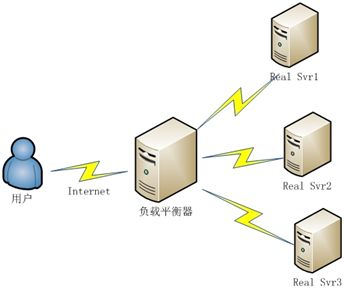 Real Svr1
用户
Internet
负载平衡器
Real Svr2
Real Svr3